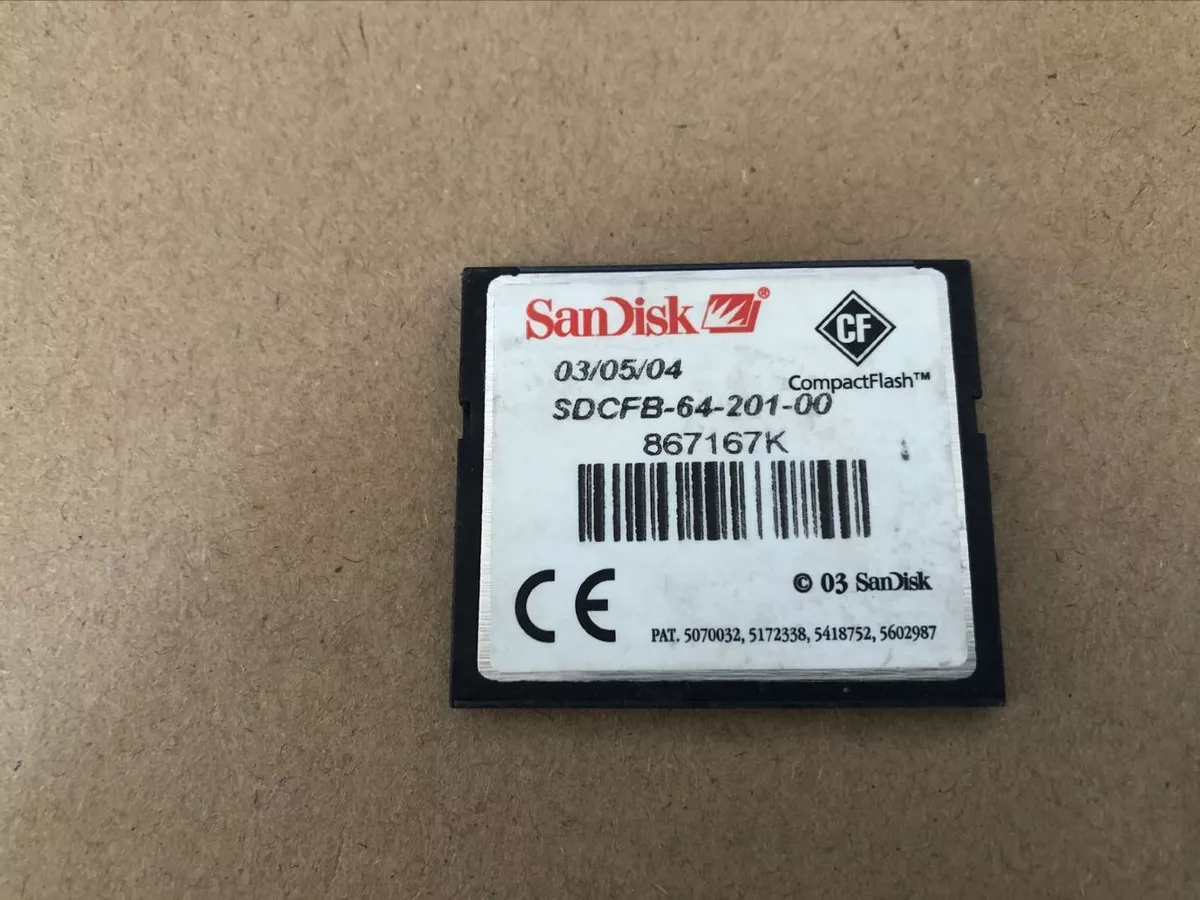 SanDisk®
CF
CompactFlash™
03/05/04
SDCFB-64-201-00
867167K
CE
© 03 SanDisk
PAT. 5070032, 5172338, 5418752, 5602987